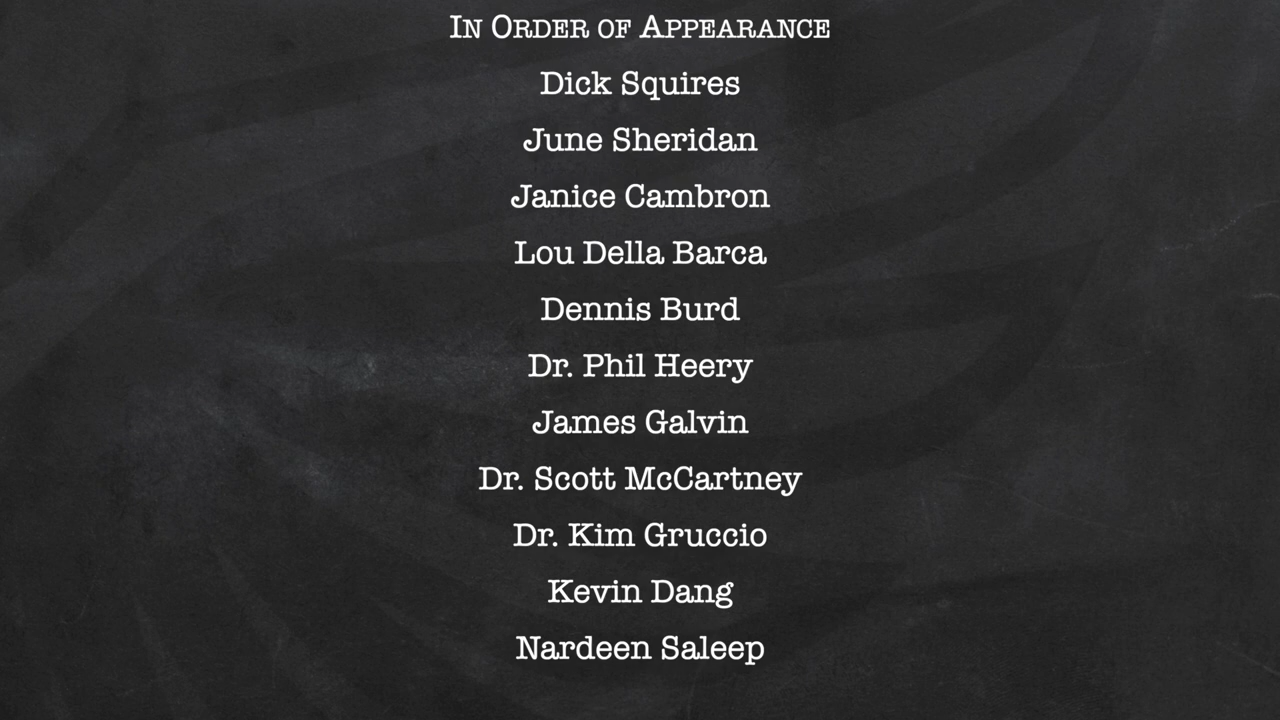 In Order of Appearance
Dick Squires
June Sheridan
Janice Cambron
Lou Della Barca
Dennis Burd
Dr. Phil Heery
James Galvin
Dr. Scott McCartney
Dr. Kim Gruccio
Kevin Dang
Nardeen Saleep